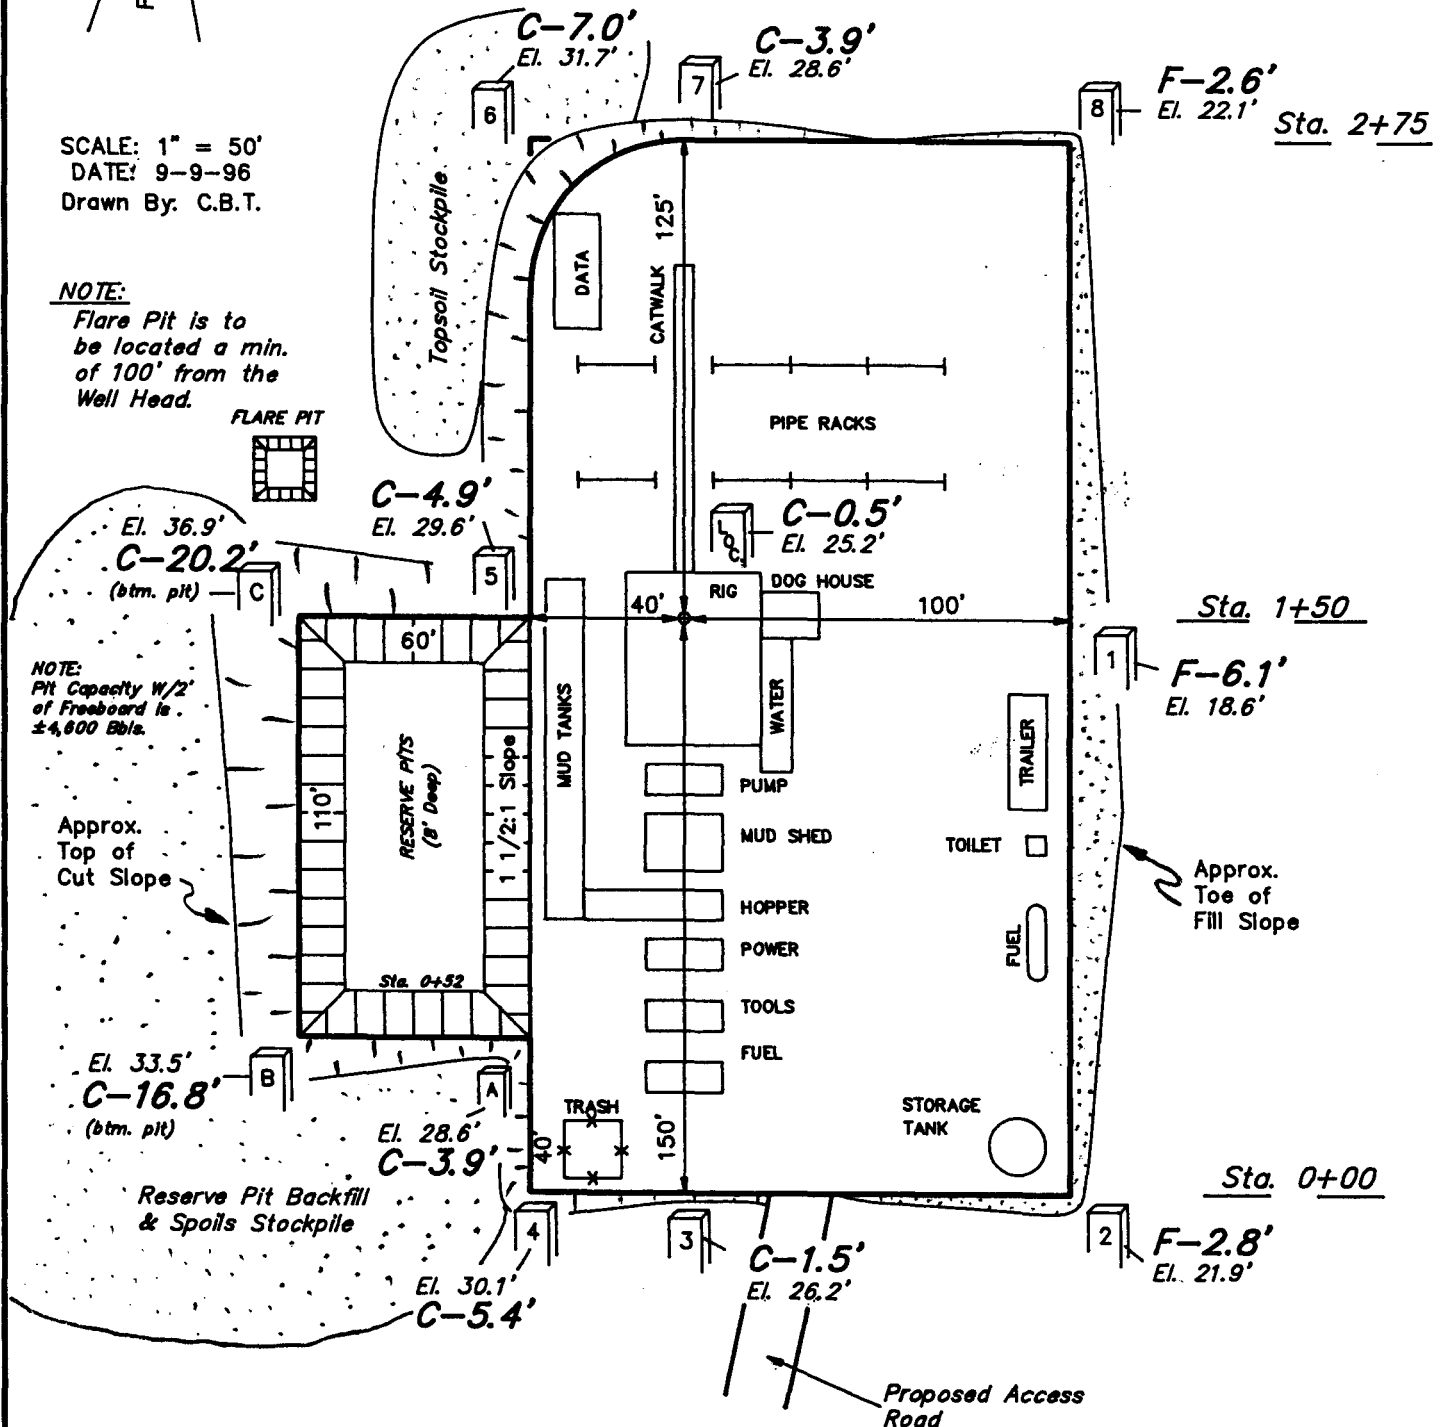 F
C-7.0'
El. 31.7'
C-3.9'
El. 28.6'
F-2.6'
El. 22.1'
6
7
8
Sta. 2+75
SCALE: 1" = 50'
DATE: 9-9-96
Drawn By: C.B.T.
Topsoil Stockpile
DATA
125'
CATWALK
NOTE:
Flare Pit is to
be located a min.
of 100' from the
Well Head.
FLARE PIT
PIPE RACKS
C-4.9'
El. 29.6'
5
LOC.
C-0.5'
El. 25.2'
El. 36.9'
C-20.2'
(btm. pit)
C
RIG
DOG HOUSE
40'
100'
60'
Sta. 1+50
1
F-6.1'
El. 18.6'
NOTE:
Pit Capacity W/2'
of Freeboard is
±4,600 Bbls.
110'
RESERVE PITS
(8' Deep)
1 1/2:1 Slope
MUD TANKS
WATER
TRAILER
PUMP
MUD SHED
TOILET
HOPPER
POWER
FUEL
TOOLS
FUEL
Approx.
Top of
Cut Slope
Approx.
Toe of
Fill Slope
Sta. 0+52
El. 33.5'
C-16.8'
(btm. pit)
B
A
El. 28.6'
C-3.9'
TRASH
40'
150'
STORAGE
TANK
Reserve Pit Backfill
& Spoils Stockpile
Sta. 0+00
4
3
2
El. 30.1'
C-5.4'
C-1.5'
El. 26.2'
F-2.8'
El. 21.9'
Proposed Access
Road